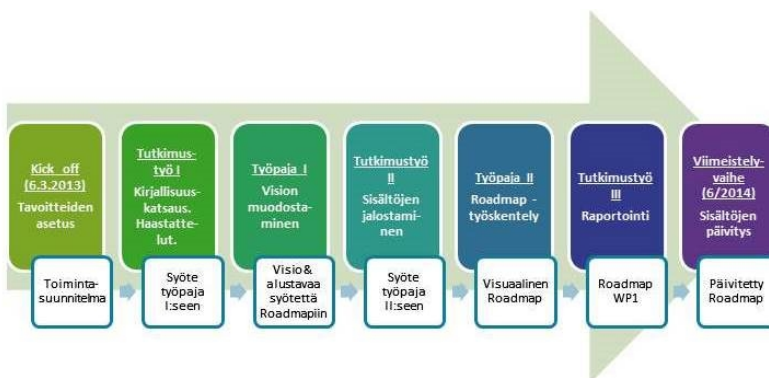 Kick off
(6.3.2013)
Tavoitteiden
asetus
Toiminta-
suunnitelma
Tutkimus-
työ I
Kirjallisuus-
katsaus.
Haastatte-
lut.
Syöte
työpaja
I:seen
Työpaja I
Vision
muodosta-
minen
Visio&
alustavaa
syötettä
Roadmapiin
Tutkimustyö
II
Sisältöjen
jalostami-
nen
Syöte
työpaja
II:seen
Työpaja II
Roadmap -
työskentely
Visuaalinen
Roadmap
Tutkimustyö
III
Raportointi
Roadmap
WP1
Viimeistely-
vaihe
(6/2014)
Sisältöjen
päivitys
Päivitetty
Roadmap